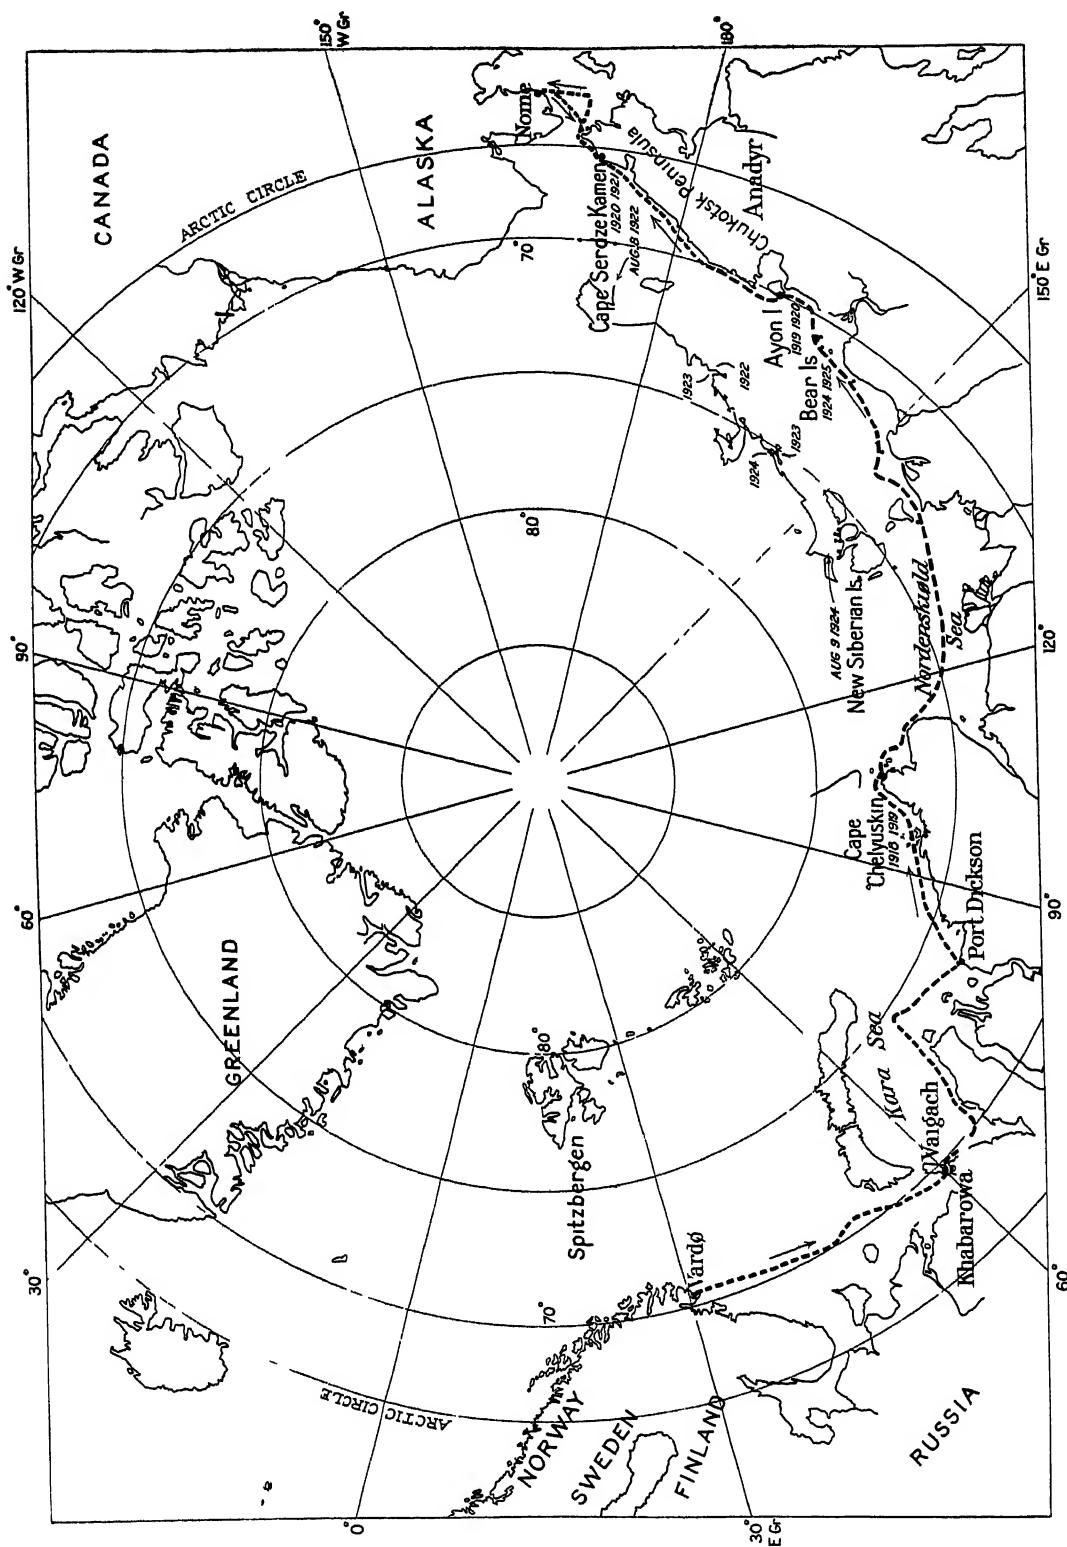 150° W Gr
180°
CANADA
ARCTIC CIRCLE
ALASKA
Nome
120° W Gr
70°
Cape Serdze Kamen
1920 1921
AUG 8 1922
Chukotsk Peninsula
Anadyr
150° E Gr
Ayon I
1919 1920
Bear Is
1924 1925
1923
1922
1923
1924
80°
90°
AUG 9 1924
New Siberian Is.
Nordenskiøld
Sea
120°
Cape
Chelyuskin
1918 1919
60°
Port Dickson
90°
GREENLAND
80°
Kara Sea
Vaigach
Spitzbergen
Khabarowa
30°
Vardø
60°
70°
ARCTIC CIRCLE
NORWAY
SWEDEN
FINLAND
RUSSIA
0°
30°
E Gr